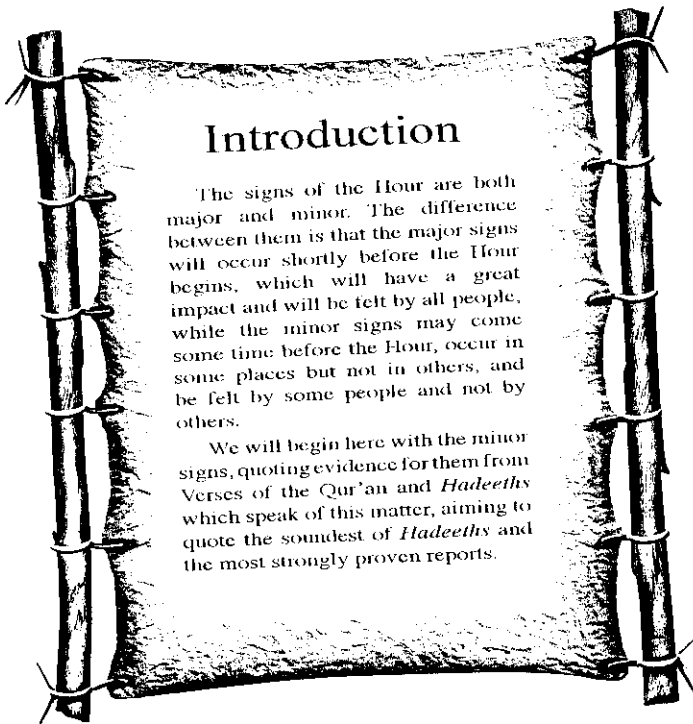 Introduction
The signs of the Hour are both
major and minor. The difference
between them is that the major signs
will occur shortly before the Hour
begins, which will have a great
impact and will be felt by all people,
while the minor signs may come
some time before the Hour, occur in
some places but not in others, and
be felt by some people and not by
others.
We will begin here with the minor
signs, quoting evidence for them from
Verses of the Qur'an and Hadeeths
which speak of this matter, aiming to
quote the soundest of Hadeeths and
the most strongly proven reports.